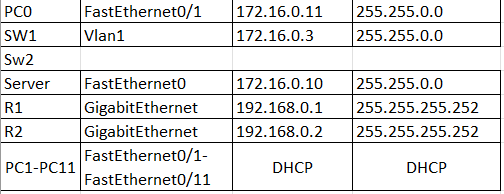 PC0 FastEthernet0/1 172.16.0.11 255.255.0.0
SW1 Vlan1 172.16.0.3 255.255.0.0
Sw2
Server FastEthernet0 172.16.0.10 255.255.0.0
R1 GigabitEthernet 192.168.0.1 255.255.255.252
R2 GigabitEthernet 192.168.0.2 255.255.255.252
PC1-PC11 FastEthernet0/1- DHCP DHCP
FastEthernet0/11